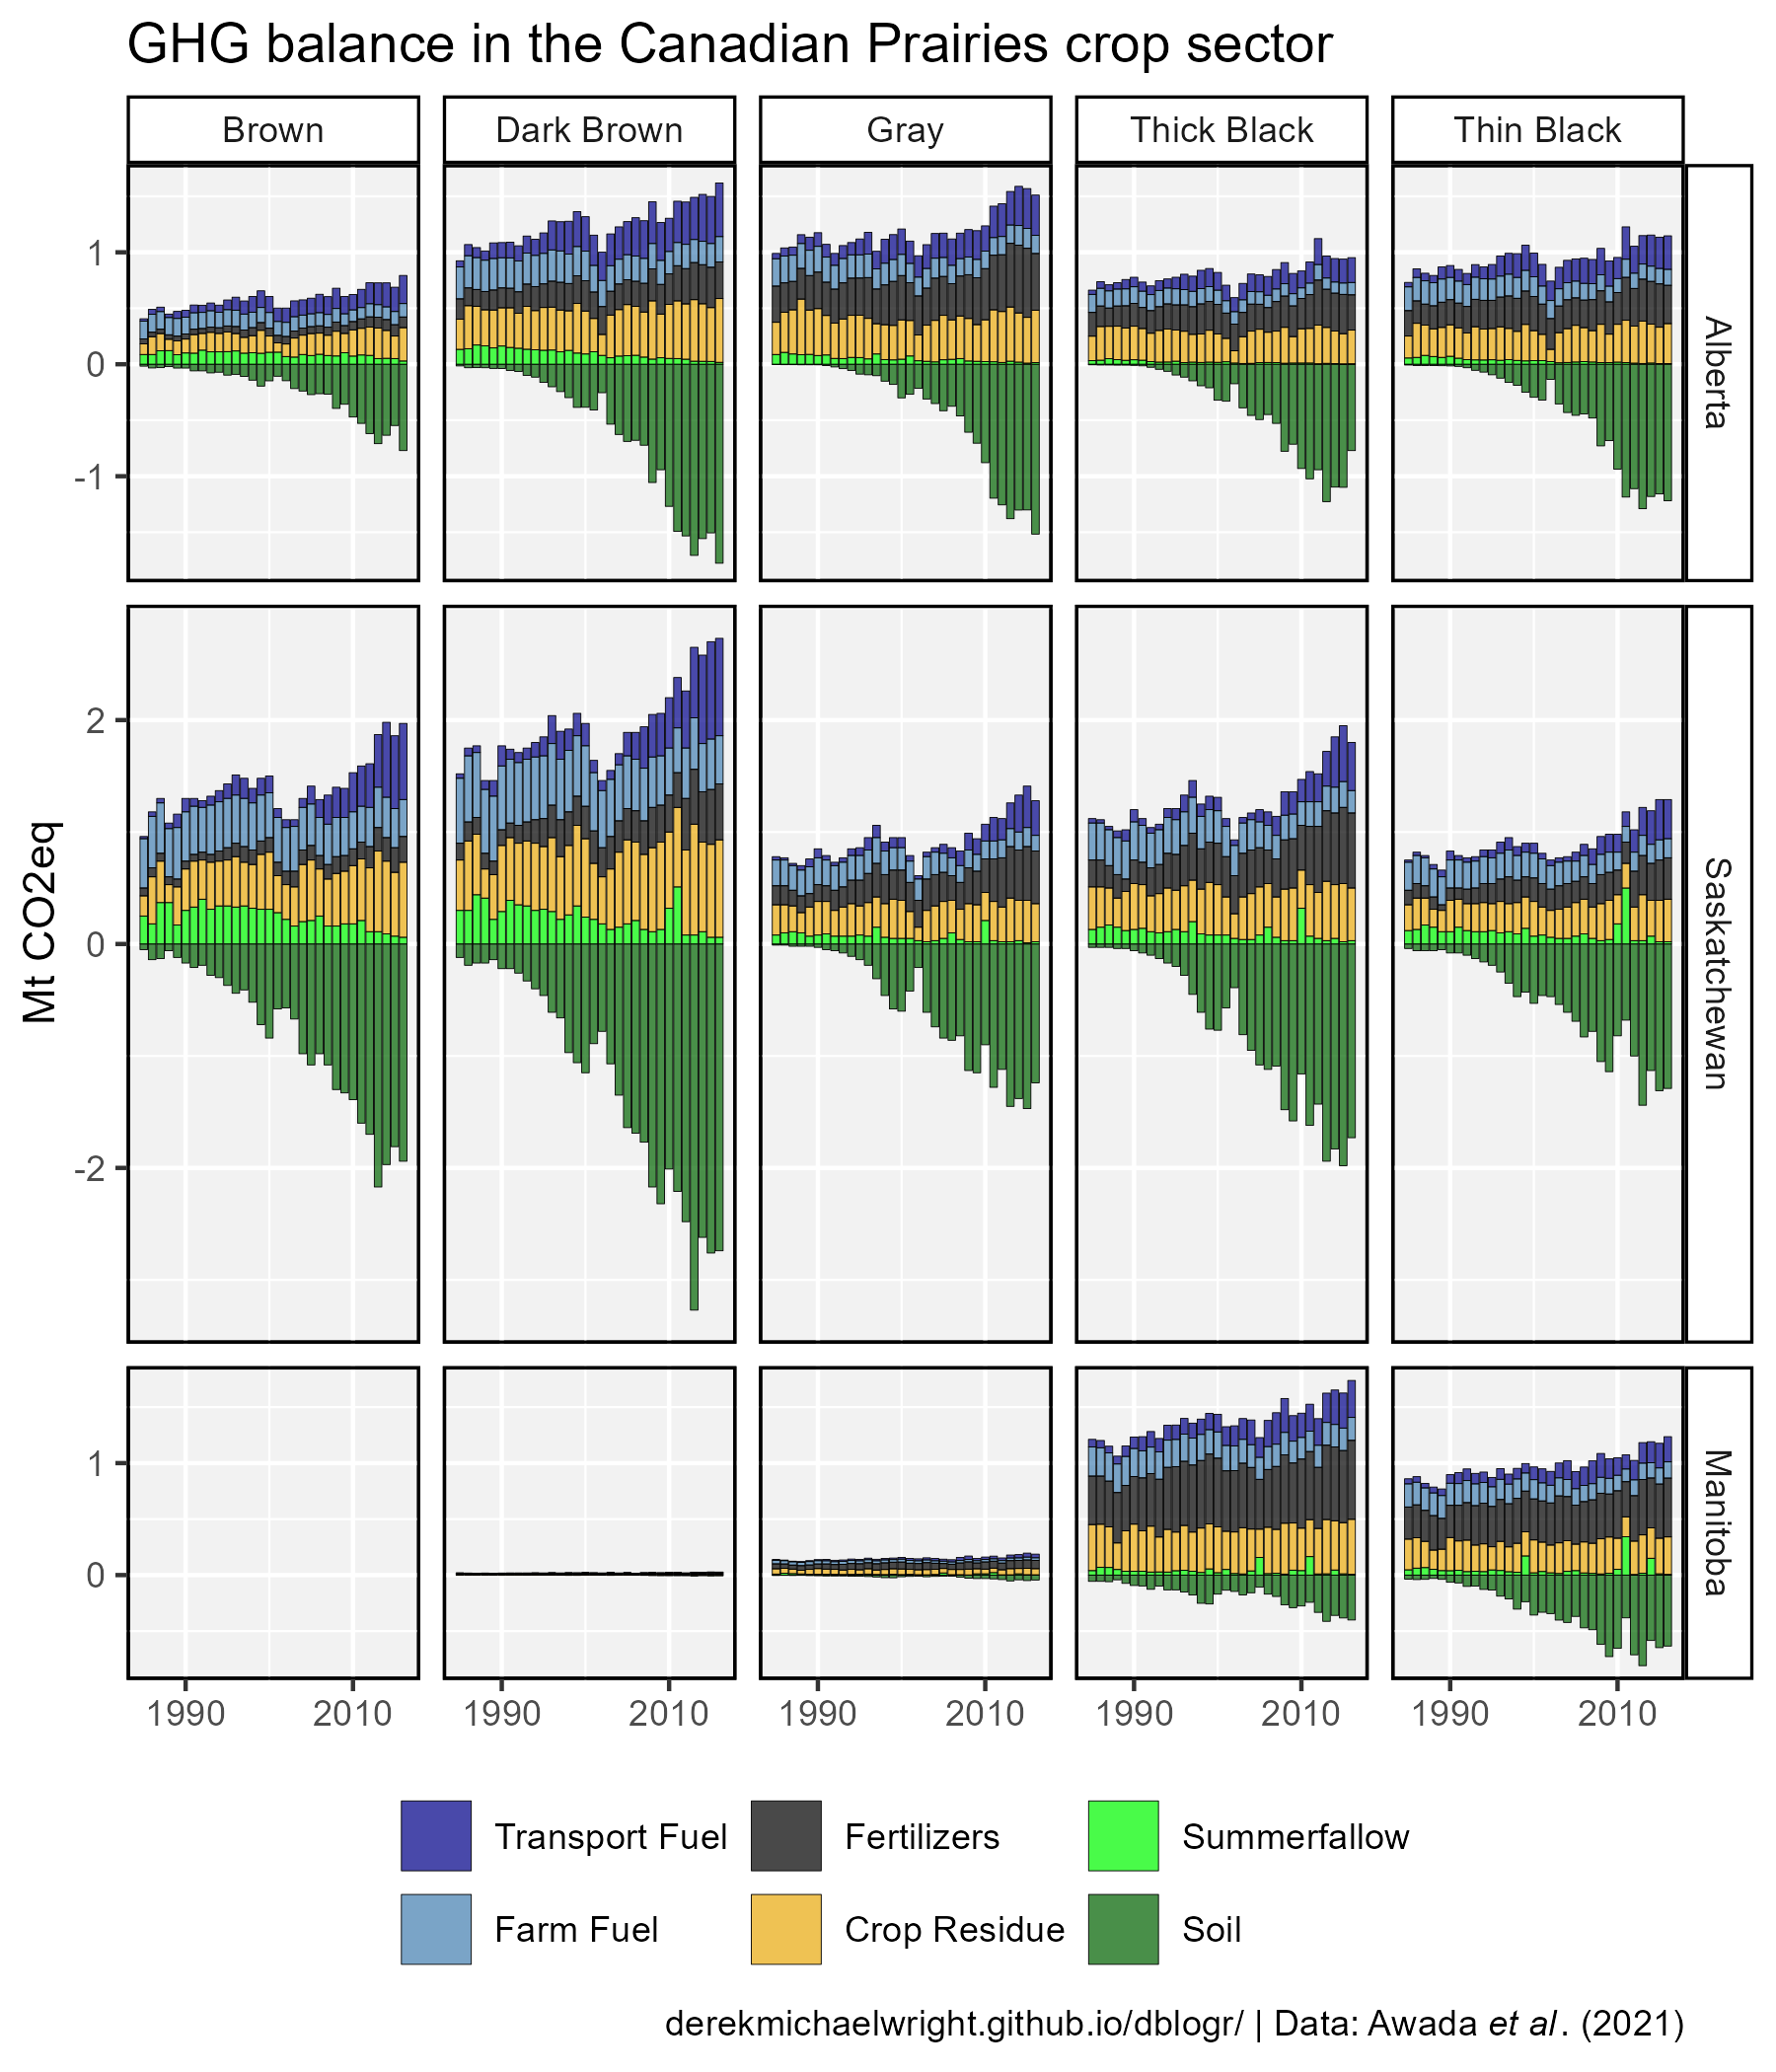 GHG balance in the Canadian Prairies crop sector
Brown
Dark Brown
Gray
Thick Black
Thin Black
1
0
-1
Alberta
Mt CO2eq
2
0
-2
Saskatchewan
1
0
Manitoba
1990 2010
1990 2010
1990 2010
1990 2010
1990 2010
Transport Fuel
Fertilizers
Summerfallow
Farm Fuel
Crop Residue
Soil
derekmichaelwright.github.io/dblogr/ | Data: Awada et al. (2021)